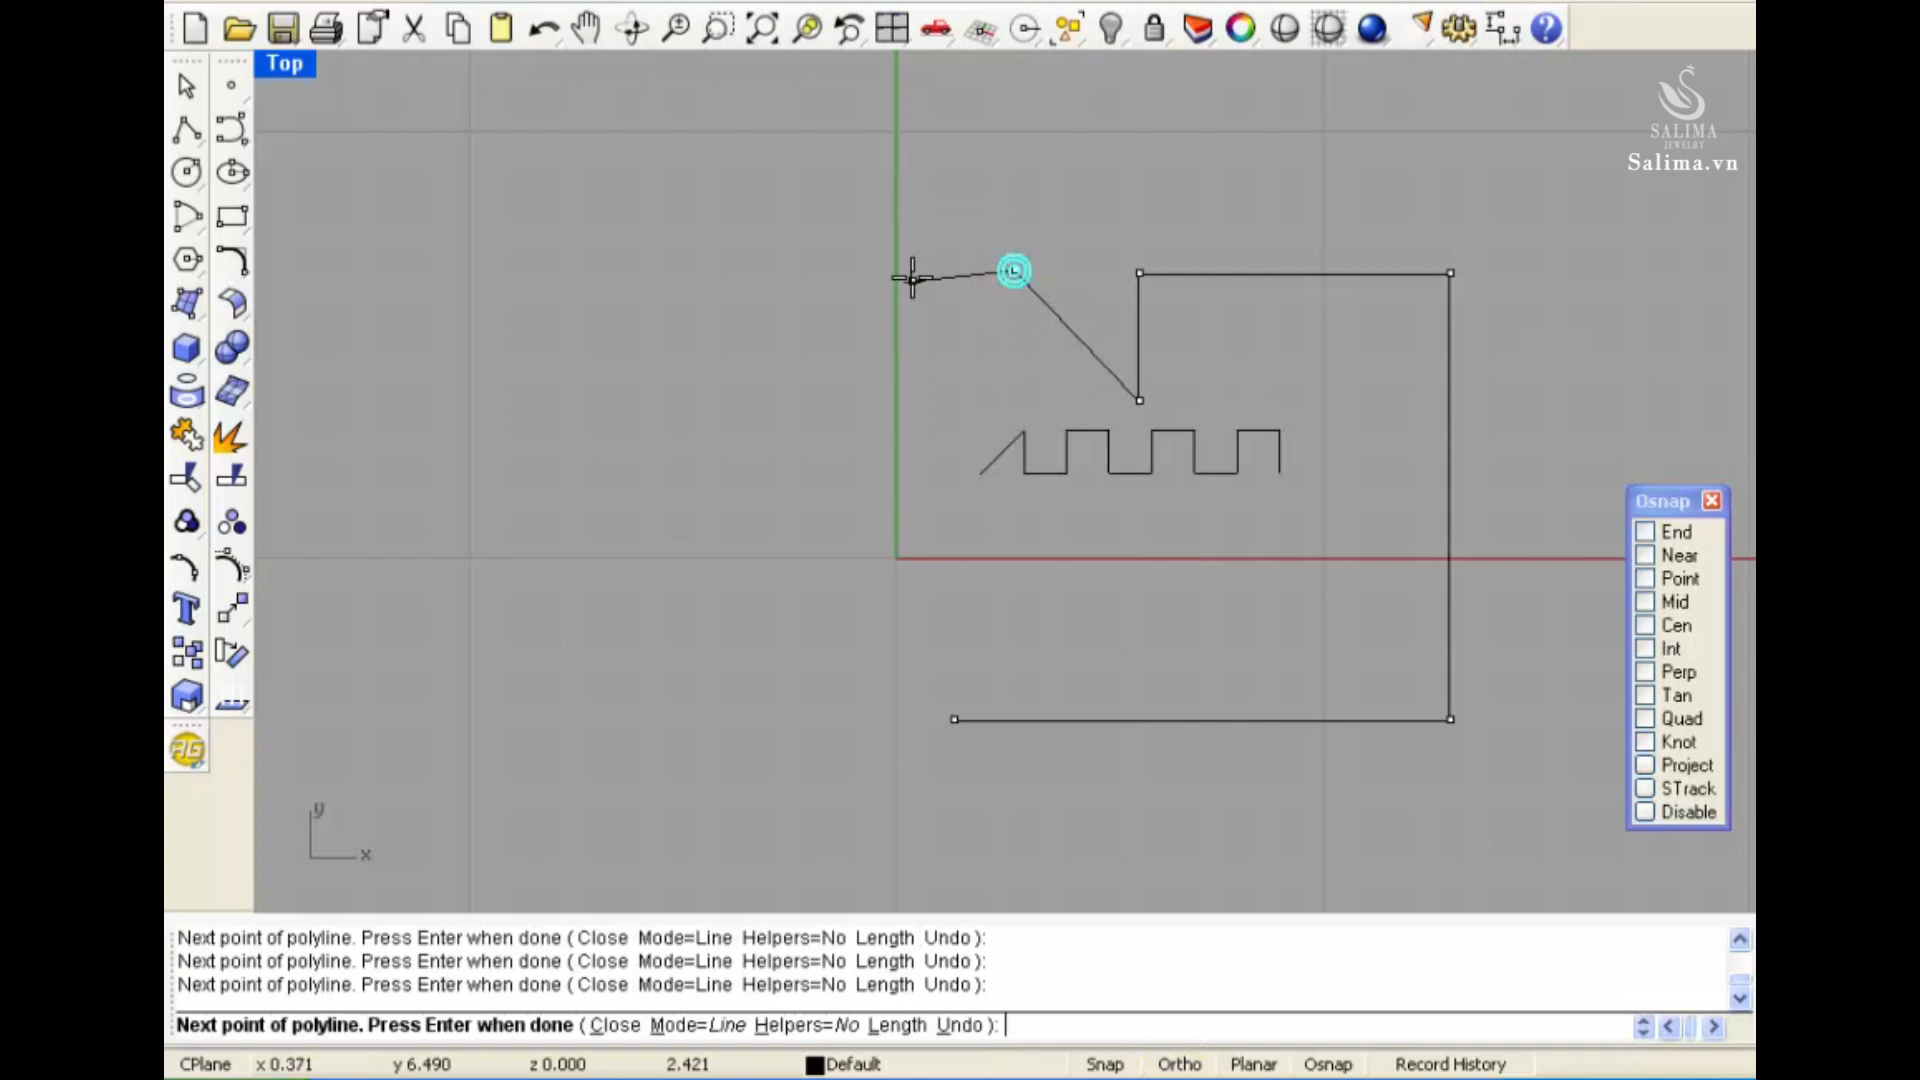 Top
SALIMA
JEWELRY
Salima.vn
Osnap
End
Near
Point
Mid
Cen
Int
Perp
Tan
Quad
Knot
Project
STrack
Disable
y
x
Next point of polyline. Press Enter when done ( Close Mode=Line Helpers=No Length Undo ):
Next point of polyline. Press Enter when done ( Close Mode=Line Helpers=No Length Undo ):
Next point of polyline. Press Enter when done ( Close Mode=Line Helpers=No Length Undo ):
Next point of polyline. Press Enter when done ( Close Mode=Line Helpers=No Length Undo ):
CPlane x 0.371 y 6.490 z 0.000 2.421 Default Snap Ortho Planar Osnap Record History